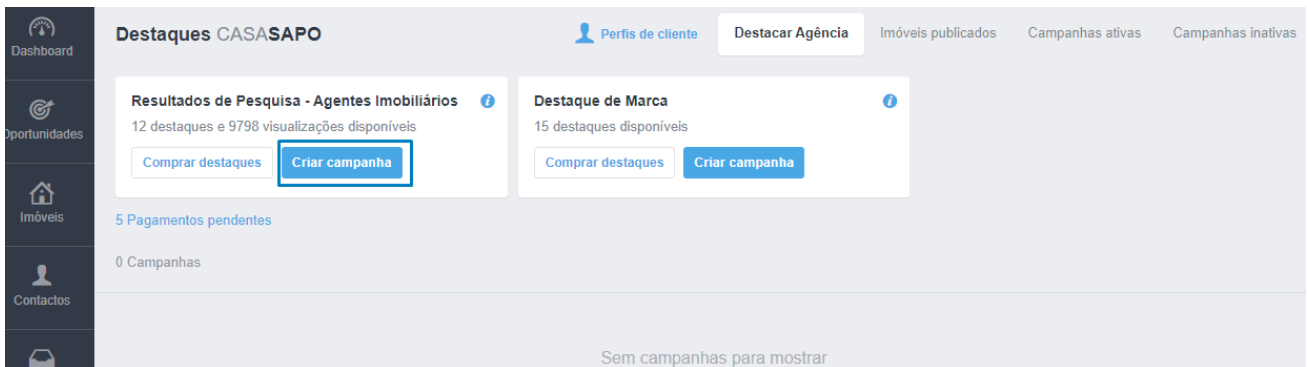 Dashboard
Oportunidades
Imóveis
Contactos
Destaques CASASAPO
Perfis de cliente
Destacar Agência
Imóveis publicados
Campanhas ativas
Campanhas inativas
Resultados de Pesquisa - Agentes Imobiliários
12 destaques e 9798 visualizações disponíveis
Comprar destaques
Criar campanha
Destaque de Marca
15 destaques disponíveis
Comprar destaques
Criar campanha
5 Pagamentos pendentes
0 Campanhas
Sem campanhas para mostrar